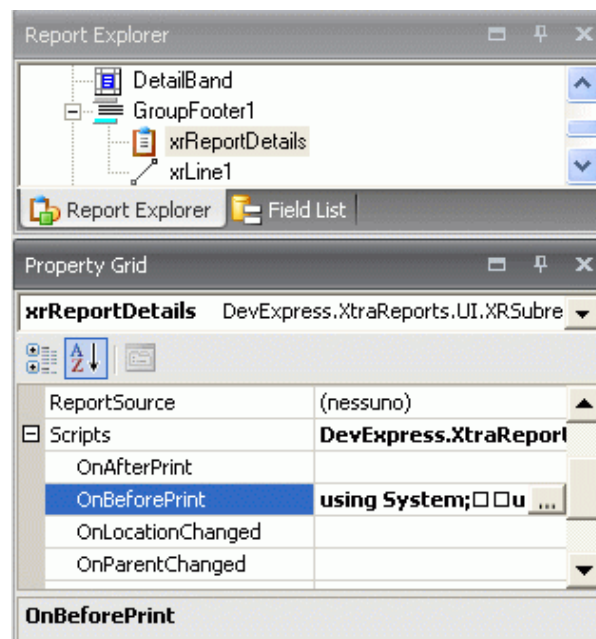 Report Explorer
DetailBand
GroupFooter1
xrReportDetails
xrLine1
Report Explorer Field List
Property Grid
xrReportDetails DevExpress.XtraReports.UI.XRSubre
ReportSource (nessuno)
Scripts DevExpress.XtraReport
OnAfterPrint
OnBeforePrint using System;□□u ...
OnLocationChanged
OnParentChanged
OnBeforePrint